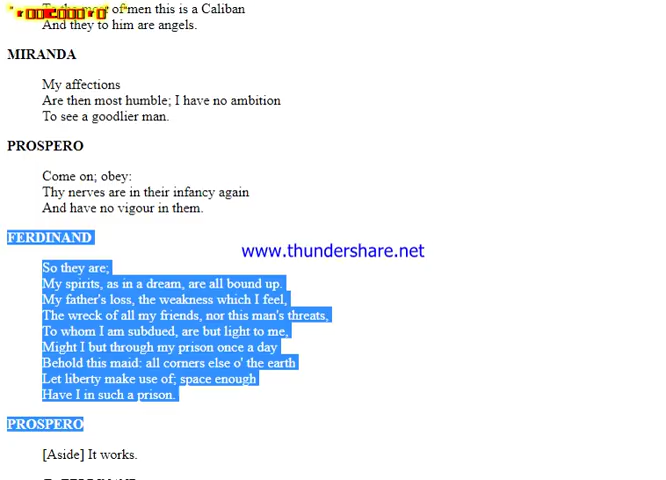 To the most of men this is a Caliban
And they to him are angels.
MIRANDA
My affections
Are then most humble; I have no ambition
To see a goodlier man.
PROSPERO
Come on; obey:
Thy nerves are in their infancy again
And have no vigour in them.
FERDINAND
www.thundershare.net
So they are;
My spirits, as in a dream, are all bound up.
My father's loss, the weakness which I feel,
The wreck of all my friends, nor this man's threats,
To whom I am subdued, are but light to me,
Might I but through my prison once a day
Behold this maid: all corners else o' the earth
Let liberty make use of; space enough
Have I in such a prison.
PROSPERO
[Aside] It works.